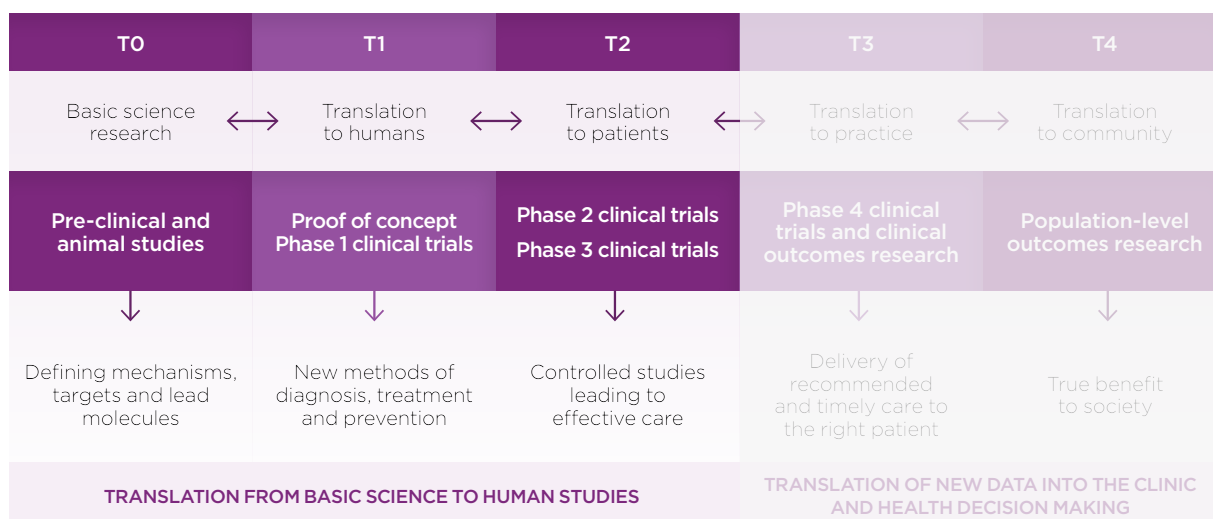 T0
T1
T2
T3
T4
Basic science
research
Translation
to humans
Translation
to patients
Translation
to practice
Translation
to community
Pre-clinical and
animal studies
Proof of concept
Phase 1 clinical trials
Phase 2 clinical trials
Phase 3 clinical trials
Phase 4 clinical
trials and clinical
outcomes research
Population-level
outcomes research
Defining mechanisms,
targets and lead
molecules
New methods of
diagnosis, treatment
and prevention
Controlled studies
leading to
effective care
Delivery of
recommended
and timely care to
the right patient
True benefit
to society
TRANSLATION FROM BASIC SCIENCE TO HUMAN STUDIES
TRANSLATION OF NEW DATA INTO THE CLINIC
AND HEALTH DECISION MAKING